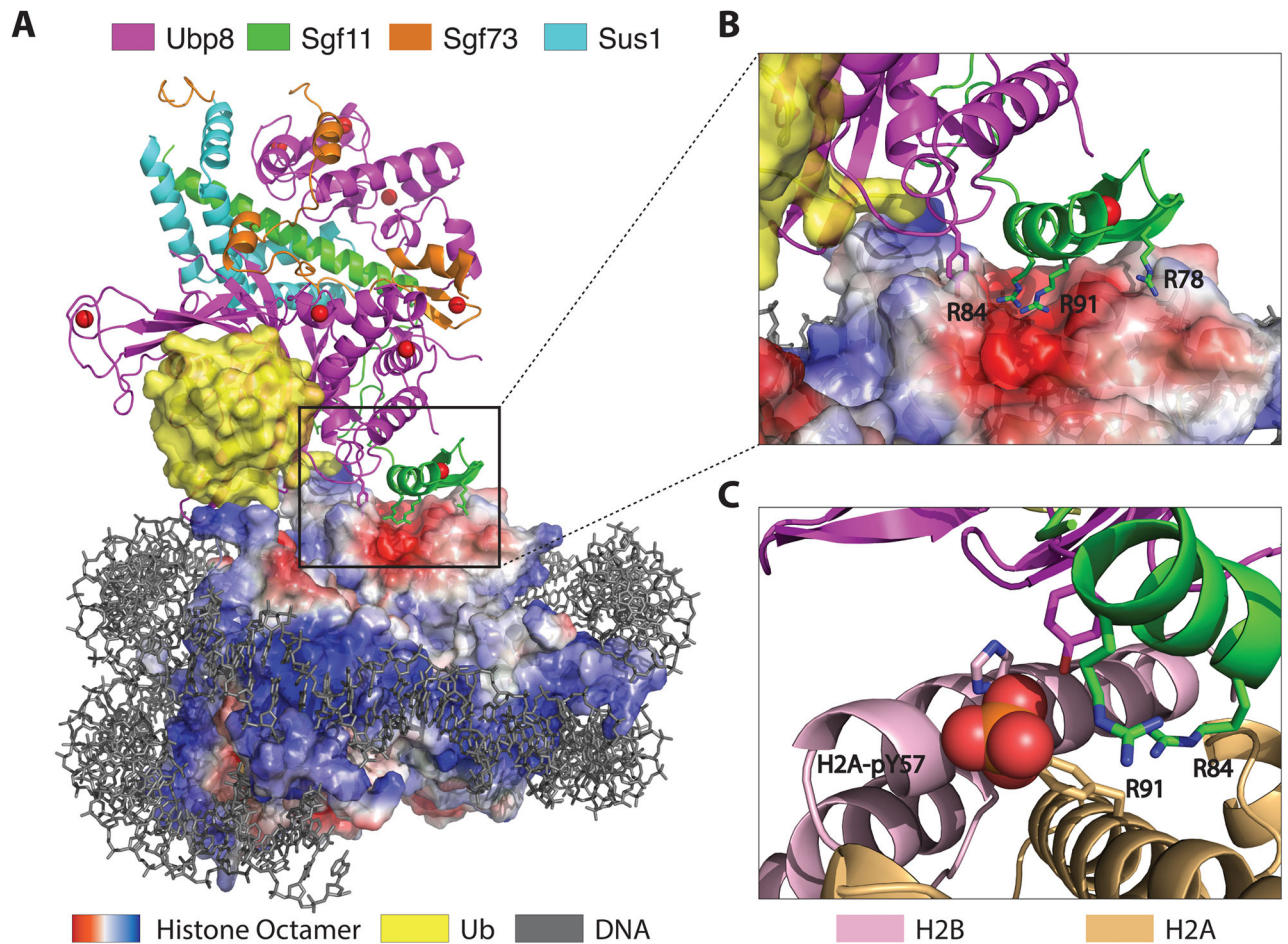 A
Ubp8 Sgf11 Sgf73 Sus1
B
R84 R91 R78
C
H2A-pY57
R91 R84
Histone Octamer Ub DNA
H2B H2A